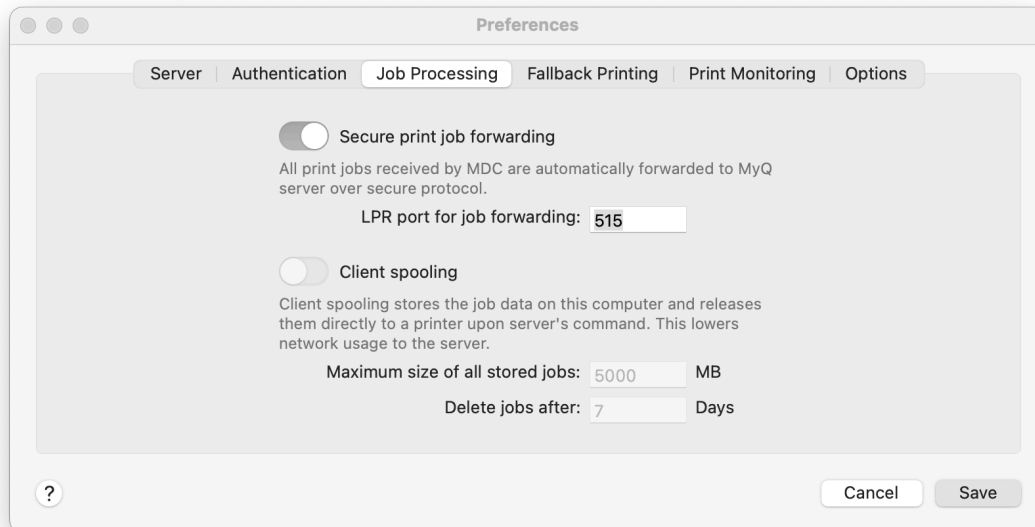 Preferences
Server Authentication Job Processing Fallback Printing Print Monitoring Options
Secure print job forwarding
All print jobs received by MDC are automatically forwarded to MyQ
server over secure protocol.
LPR port for job forwarding: 515
Client spooling
Client spooling stores the job data on this computer and releases
them directly to a printer upon server's command. This lowers
network usage to the server.
Maximum size of all stored jobs: 5000 MB
Delete jobs after: 7 Days
? Cancel Save